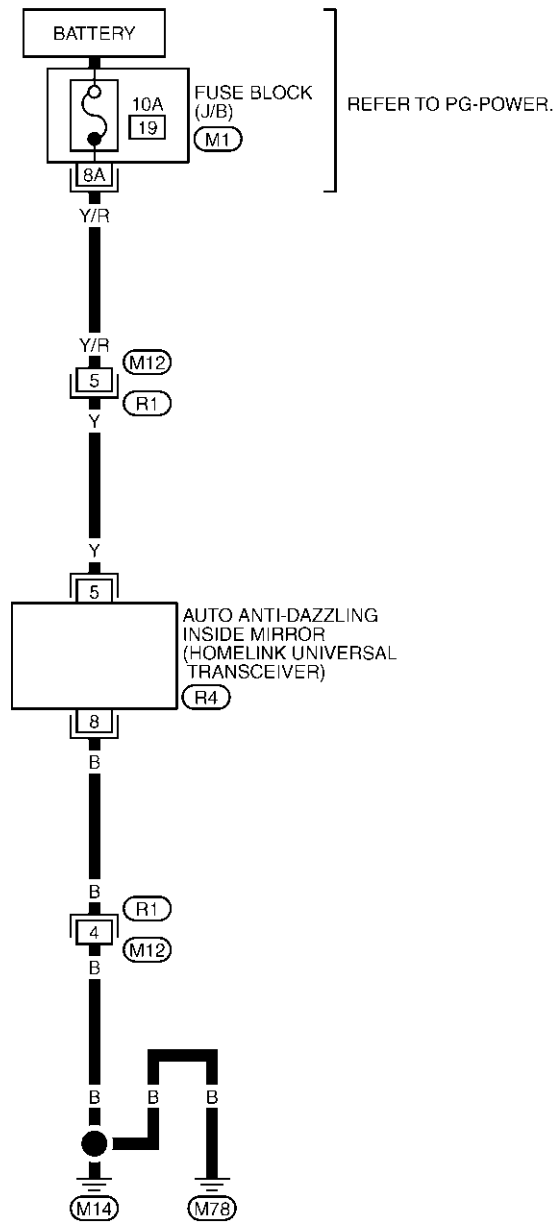 BATTERY
10A
19
FUSE BLOCK
(J/B)
M1
REFER TO PG-POWER.
8A
Y/R
Y/R
M12
5
R1
Y
Y
5
AUTO ANTI-DAZZLING
INSIDE MIRROR
(HOMELINK UNIVERSAL
TRANSCEIVER)
R4
8
B
B
R1
4
M12
B
B B B
M14 M78